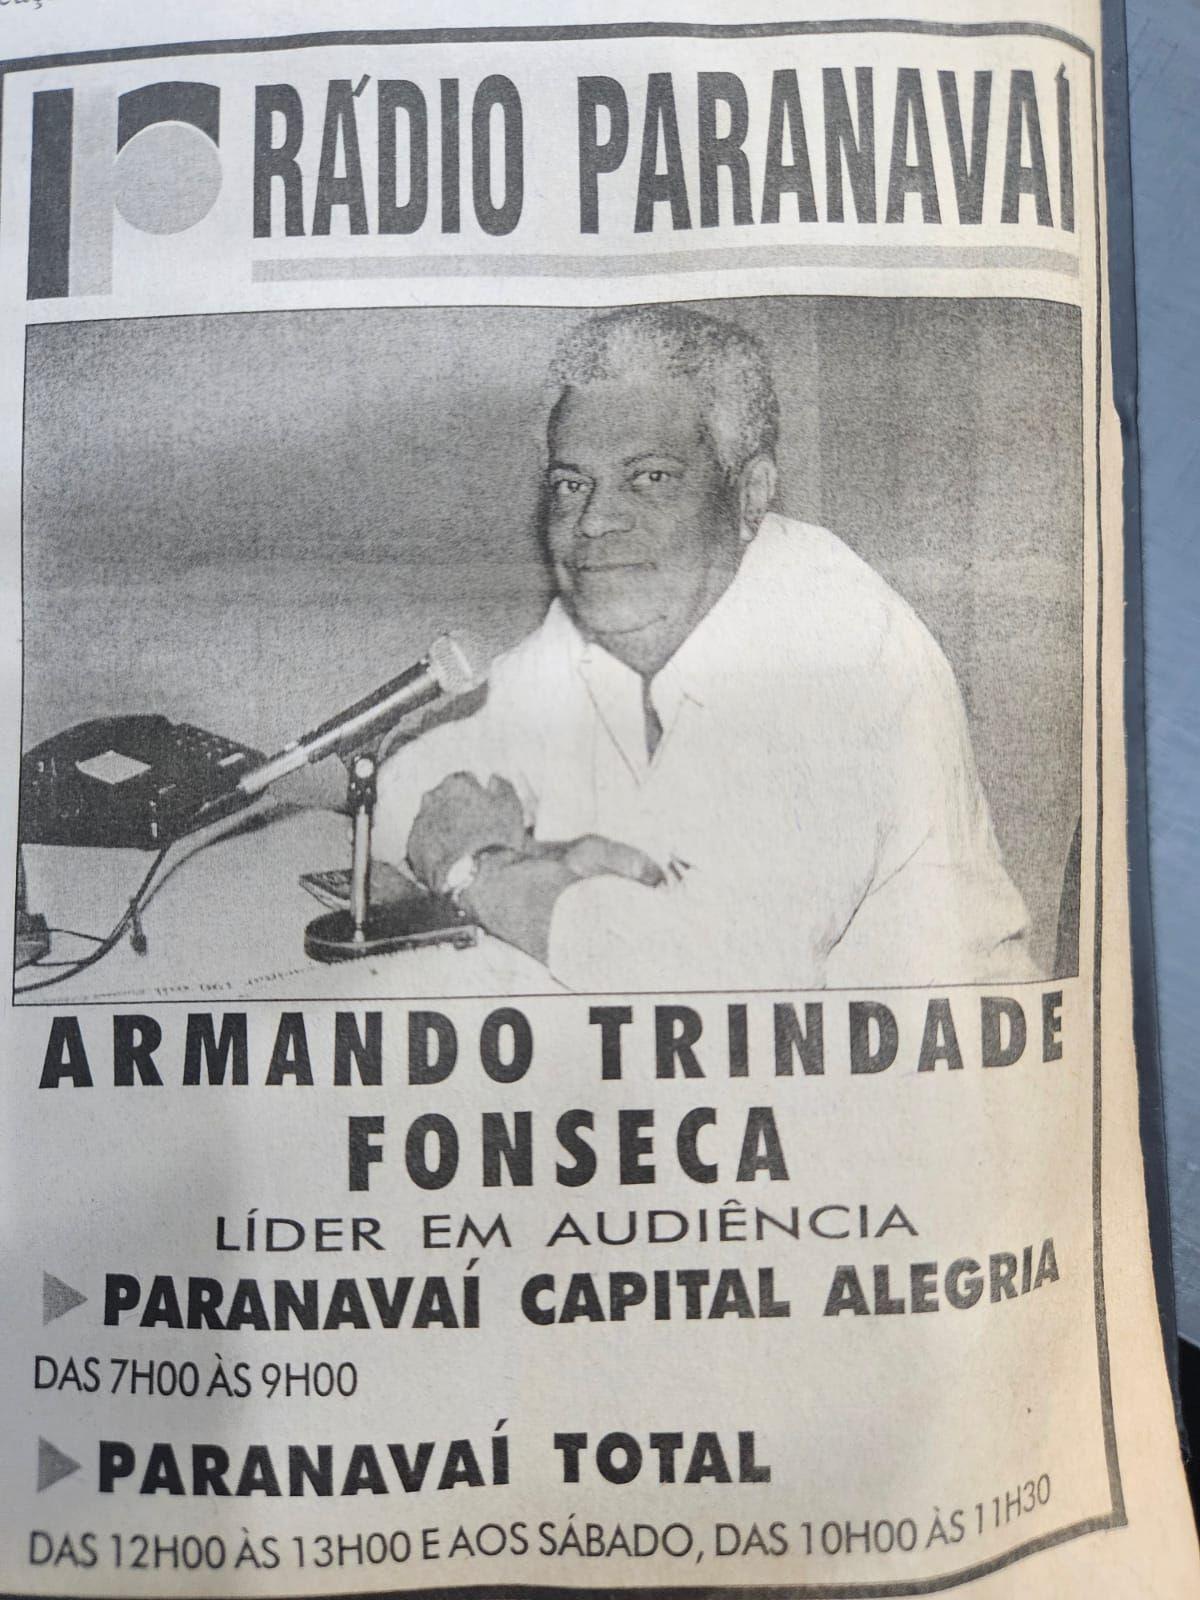 RÁDIO PARANAVAÍ
ARMANDO TRINDADE
FONSECA
LÍDER EM AUDIÊNCIA
PARANAVAÍ CAPITAL ALEGRIA
DAS 7H00 ÀS 9H00
PARANAVAÍ TOTAL
DAS 12H00 ÀS 13H00 E AOS SÁBADO, DAS 10H00 ÀS 11H30